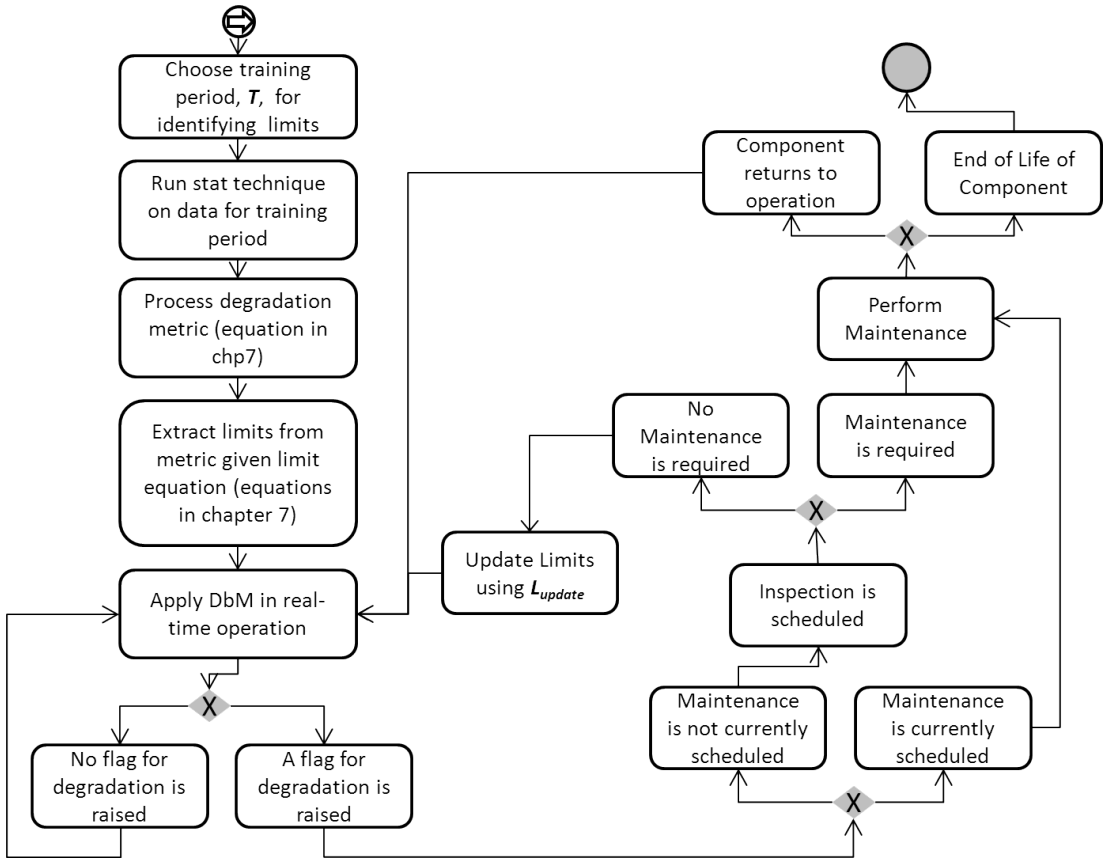 Choose training
period, T, for
identifying limits
Run stat technique
on data for training
period
Process degradation
metric (equation in
chp7)
Extract limits from
metric given limit
equation (equations
in chapter 7)
Apply DbM in real-
time operation
X
No flag for
degradation is
raised
A flag for
degradation is
raised
X
Maintenance
is not currently
scheduled
Maintenance
is currently
scheduled
Inspection is
scheduled
X
No
Maintenance
is required
Maintenance
is required
Update Limits
using Lupdate
Perform
Maintenance
X
Component
returns to
operation
End of Life of
Component